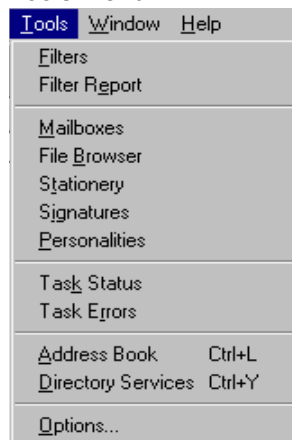 Tools Window Help
Filters
Filter Report
Mailboxes
File Browser
Stationery
Signatures
Personalities
Task Status
Task Errors
Address Book Ctrl+L
Directory Services Ctrl+Y
Options...